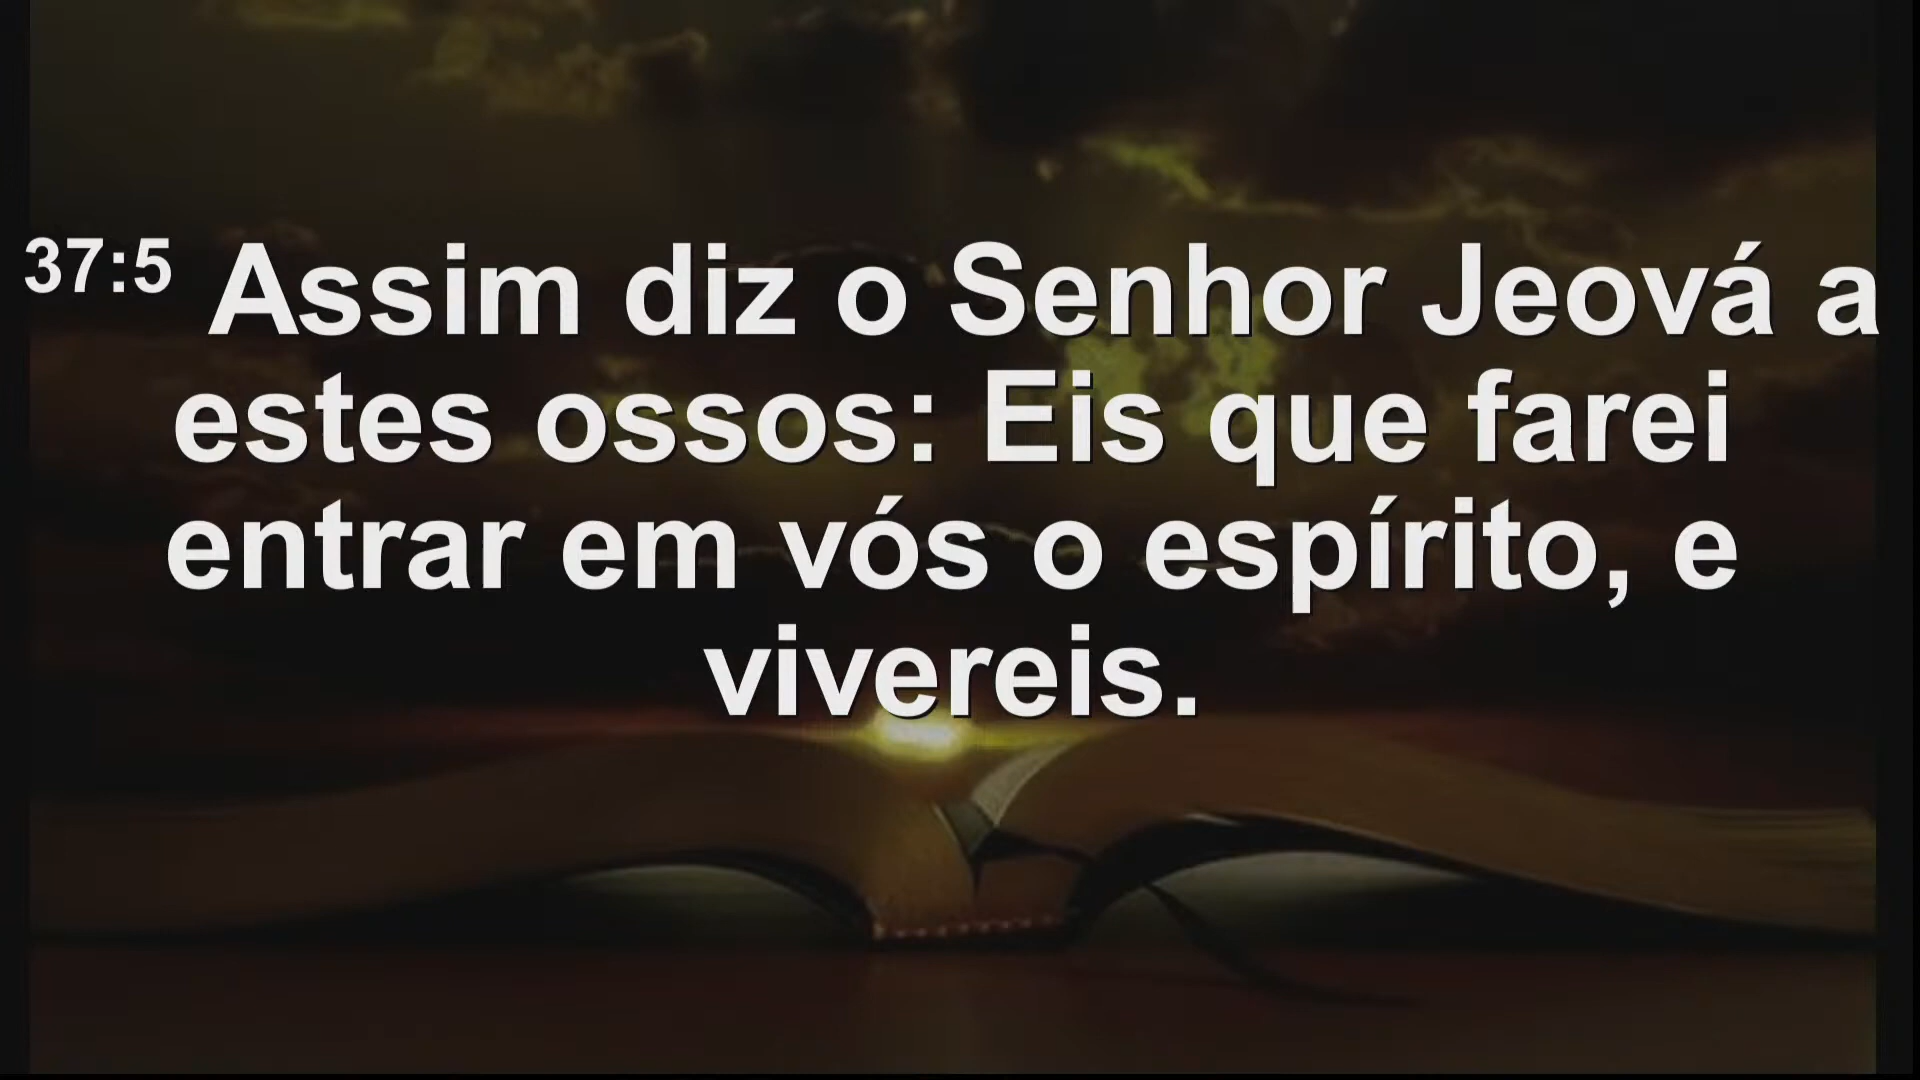 37:5 Assim diz o Senhor Jeová a
estes ossos: Eis que farei
entrar em vós o espírito, e
vivereis.